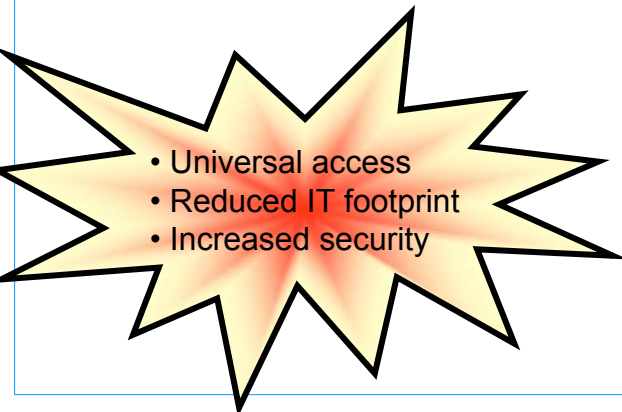 • Universal access
• Reduced IT footprint
• Increased security